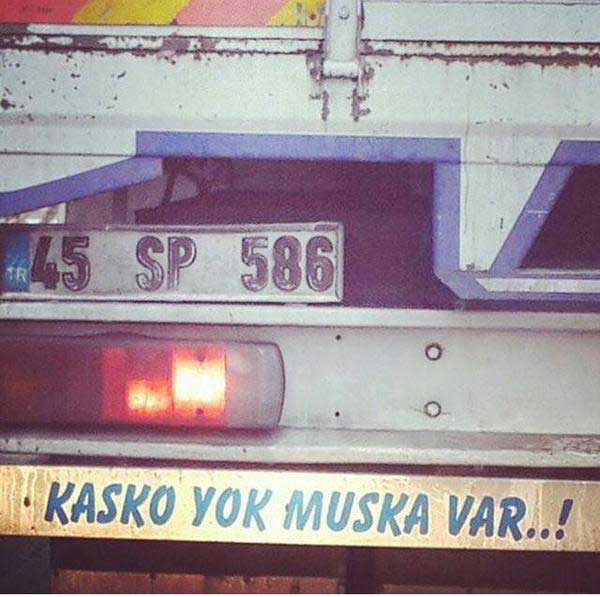 45 SP 586
TR
KASKO YOK MUSKA VAR..!